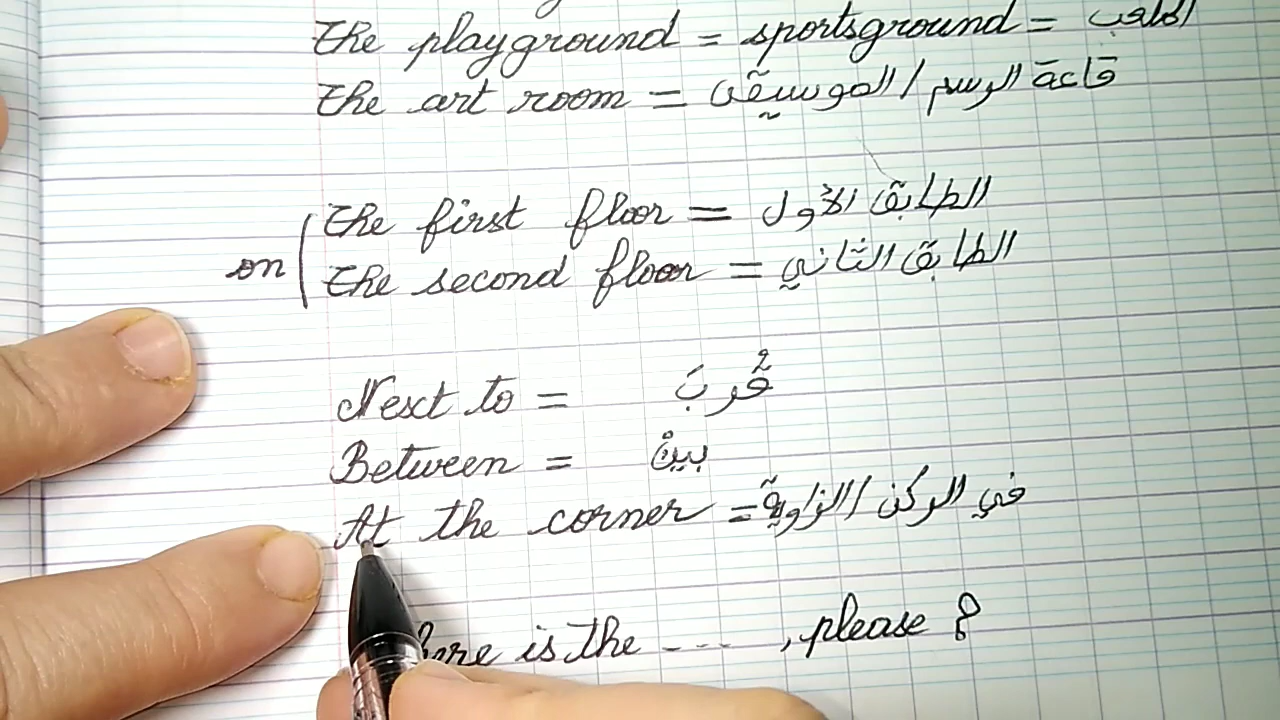 the playground = sportsground = الملعب
the art room = قاعة الرسم / الموسيقى
the first floor = الطابق الأول
on
the second floor = الطابق الثاني
Next to = قُربَ
Between = بينْ
At the corner = في الركن / الزاوية
is the ... , please ?